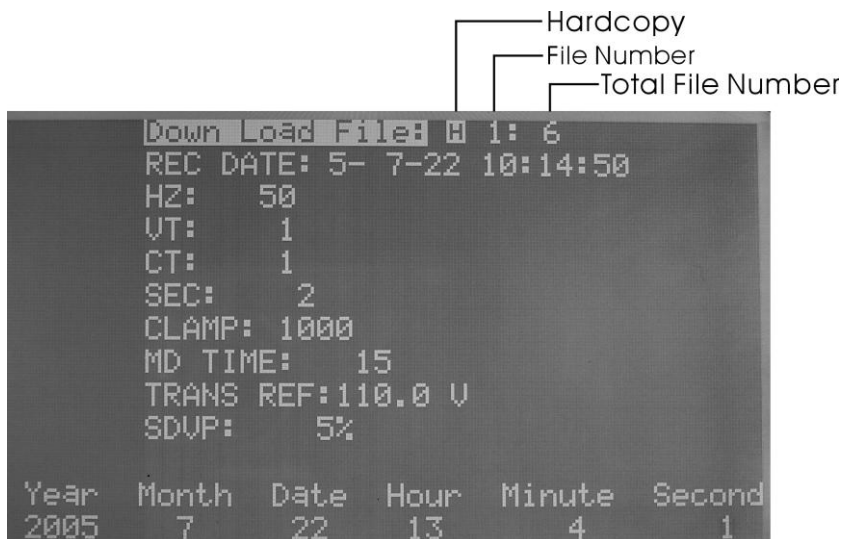 Hardcopy
File Number
Total File Number
Down Load File: H 1: 6
REC DATE: 5- 7-22 10:14:50
HZ: 50
VT: 1
CT: 1
SEC: 2
CLAMP: 1000
MD TIME: 15
TRANS REF:110.0 V
SDVP: 5%
Year Month Date Hour Minute Second
2005 7 22 13 4 1